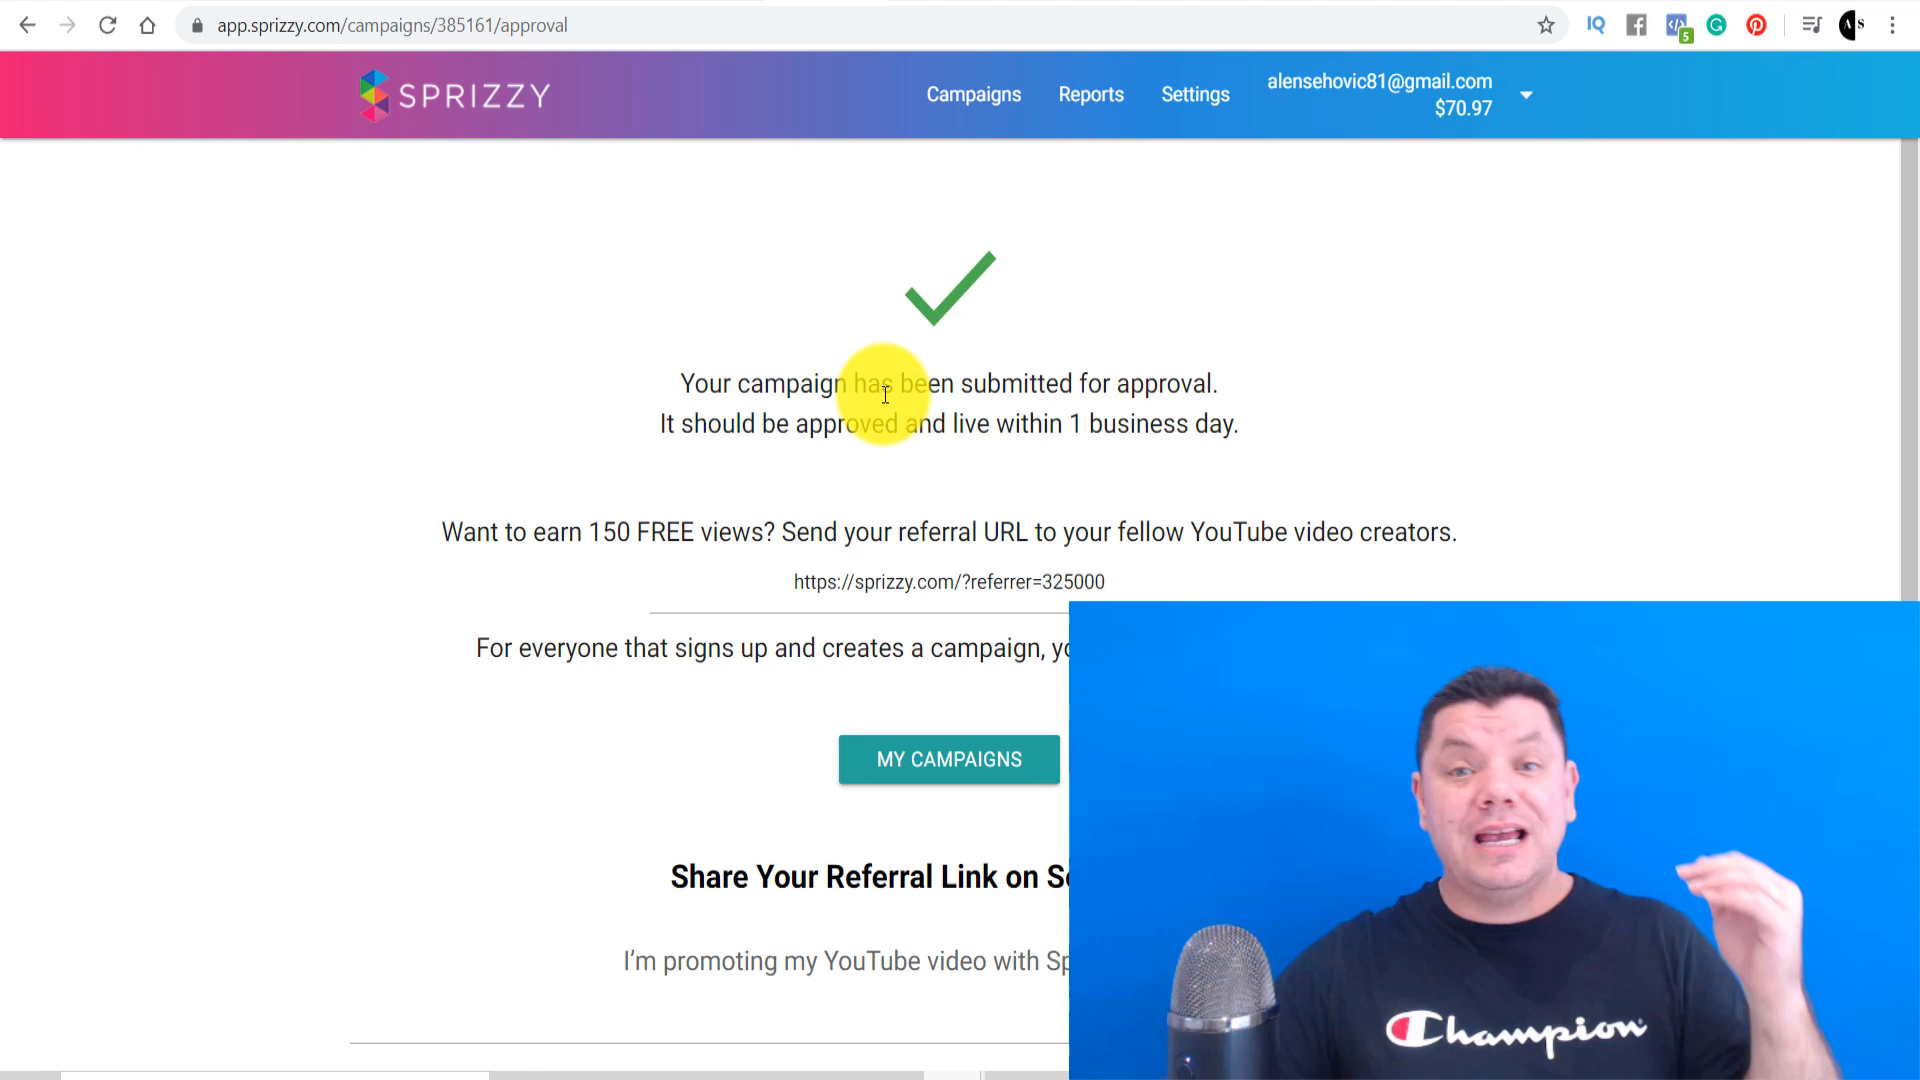 app.sprizzy.com/campaigns/385161/approval
5
A S
SPRIZZY
Campaigns
Reports
Settings
alensehovic81@gmail.com
$70.97
Your campaign has been submitted for approval.
It should be approved and live within 1 business day.
Want to earn 150 FREE views? Send your referral URL to your fellow YouTube video creators.
https://sprizzy.com/?referrer=325000
For everyone that signs up and creates a campaign,
MY CAMPAIGNS
Share Your Referral Link on
I'm promoting my YouTube video with
Champion